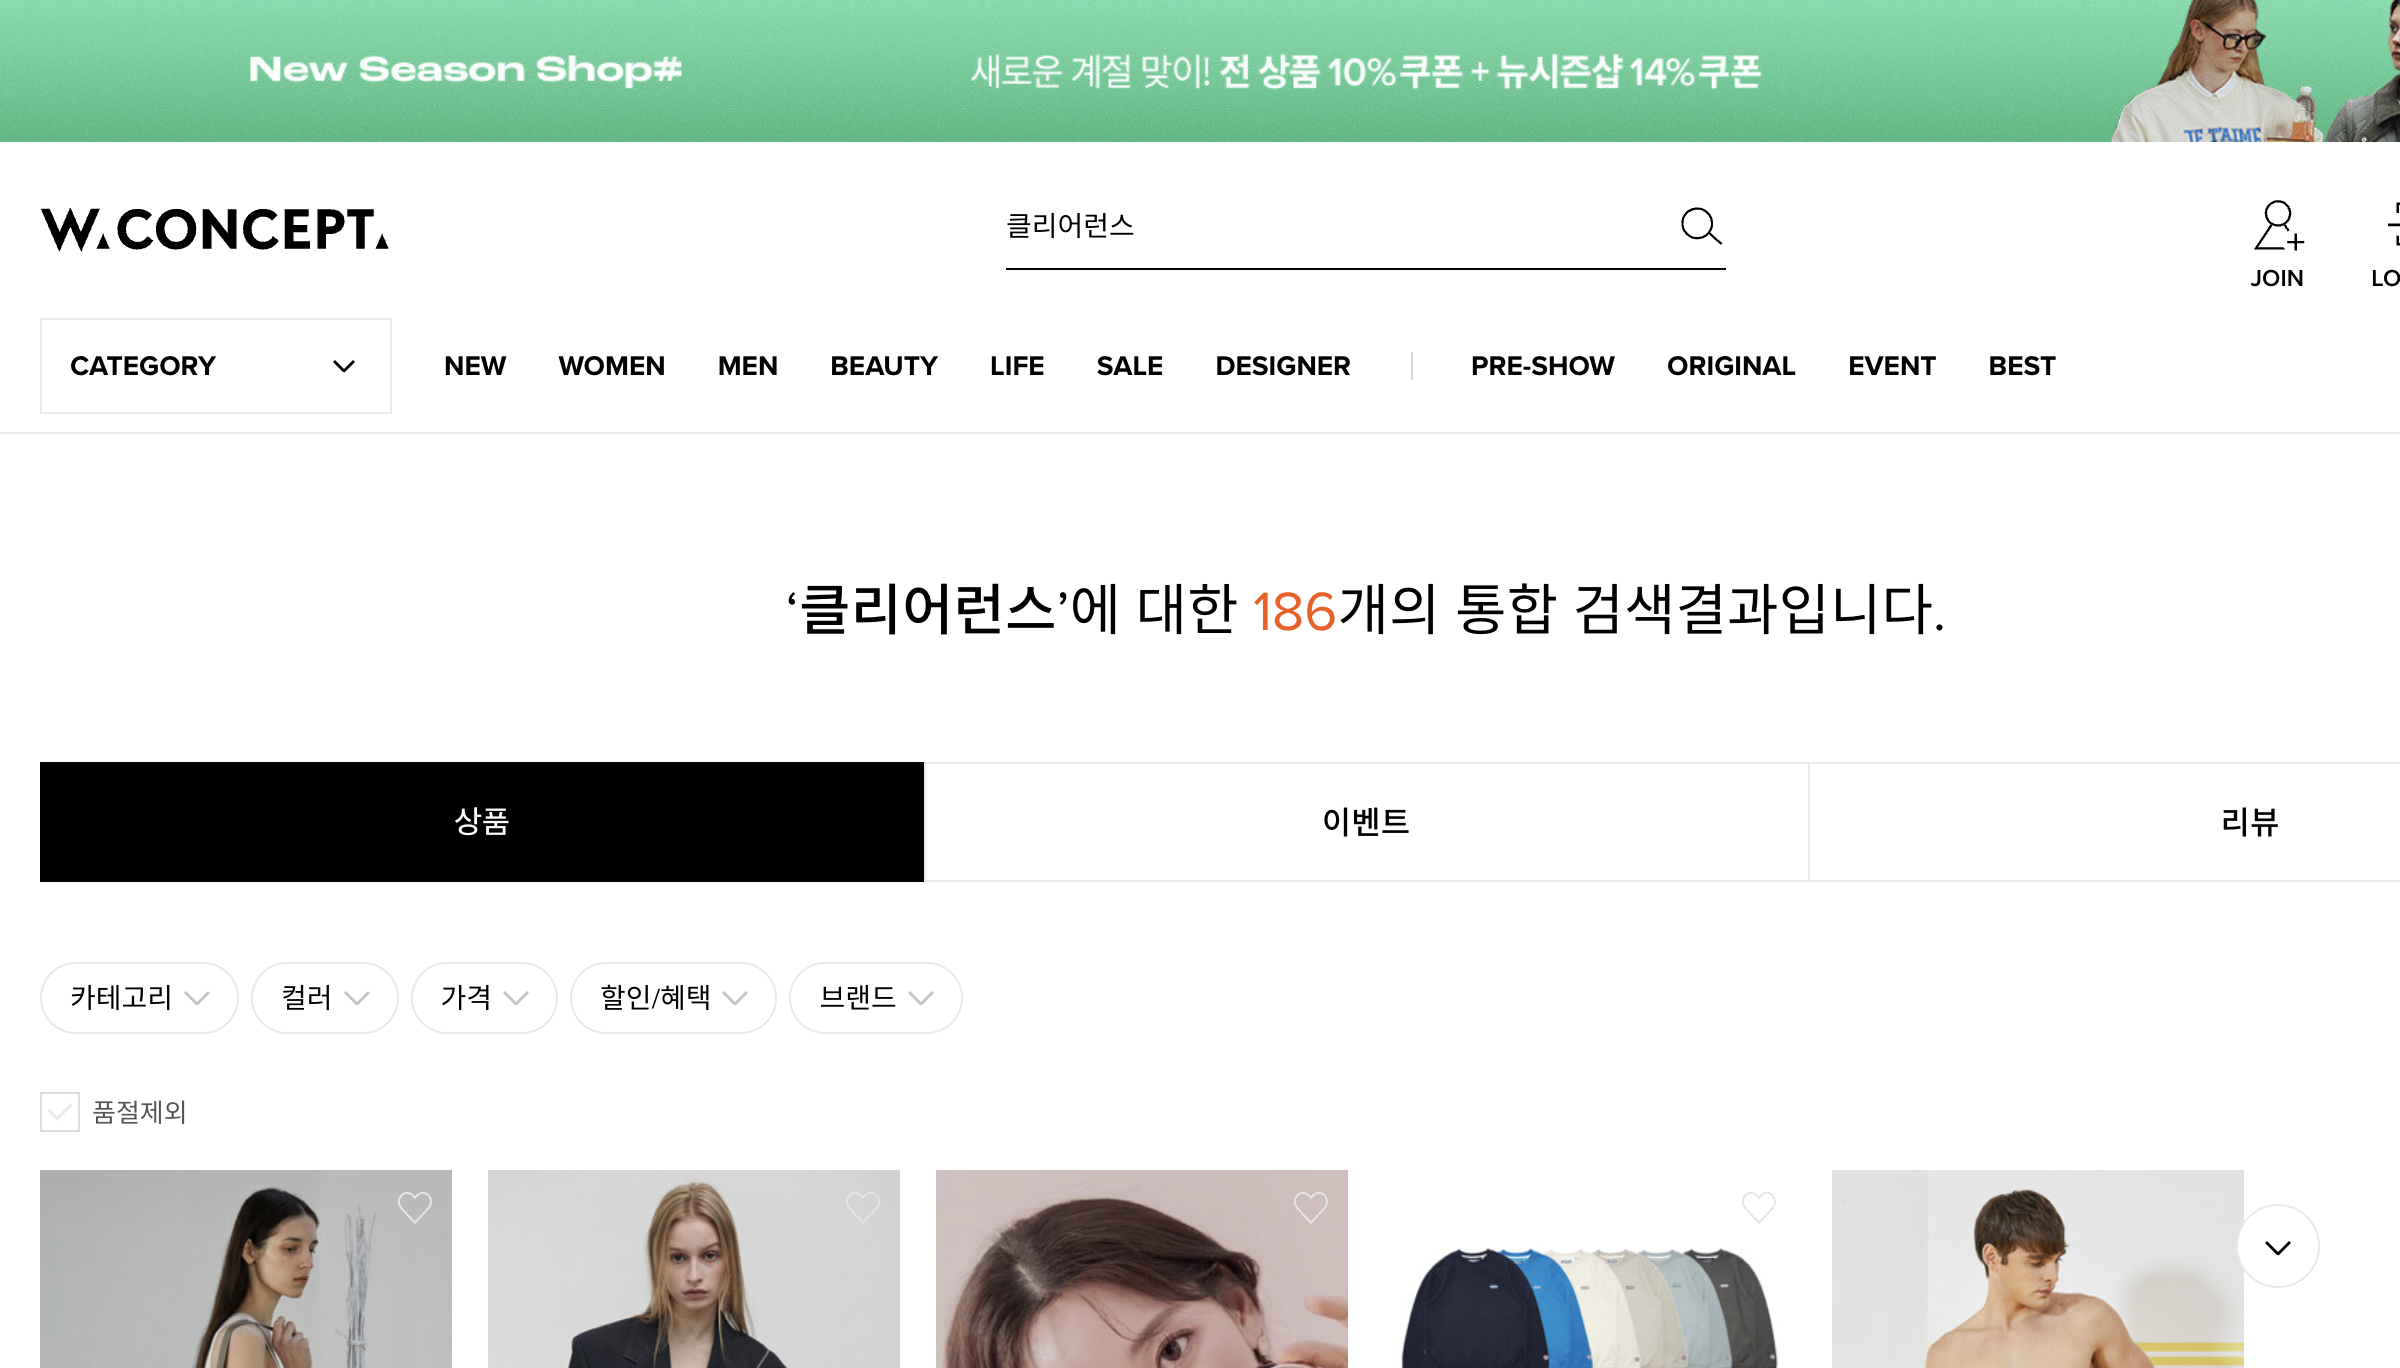 New Season Shop#
새로운 계절 맞이! 전 상품 10% 쿠폰 + 뉴시즌샵 14% 쿠폰
JE T'AIME
W.CONCEPT.
클리어런스
JOIN
CATEGORY
NEW WOMEN MEN BEAUTY LIFE SALE DESIGNER PRE-SHOW ORIGINAL EVENT BEST
‘클리어런스’에 대한 186개의 통합 검색결과입니다.
상품 이벤트 리뷰
카테고리 컬러 가격 할인/혜택 브랜드
품절제외